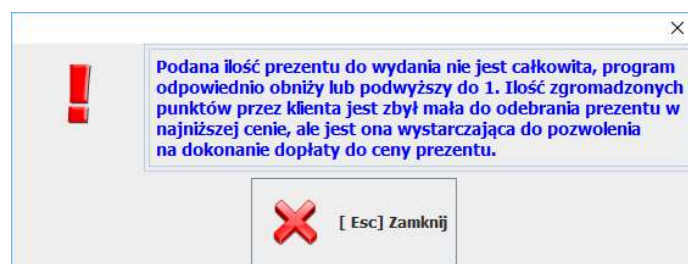 Podana ilość prezentu do wydania nie jest całkowita, program
odpowiednio obniży lub podwyższy do 1. Ilość zgromadzonych
punktów przez klienta jest zbył mała do odebrania prezentu w
najniższej cenie, ale jest ona wystarczająca do pozwolenia
na dokonanie dopłaty do ceny prezentu.
[ Esc] Zamknij